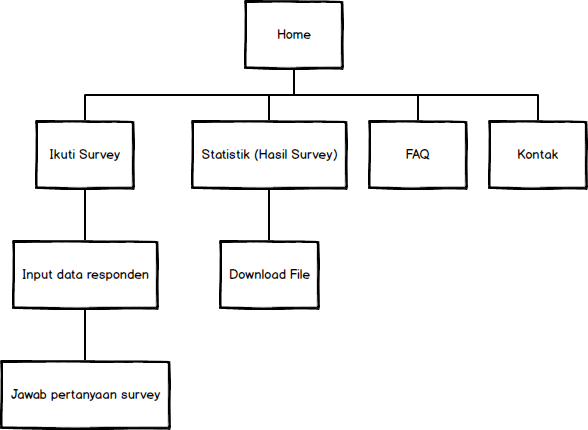 Home
Ikuti Survey
Statistik (Hasil Survey)
FAQ
Kontak
Input data responden
Download File
Jawab pertanyaan survey